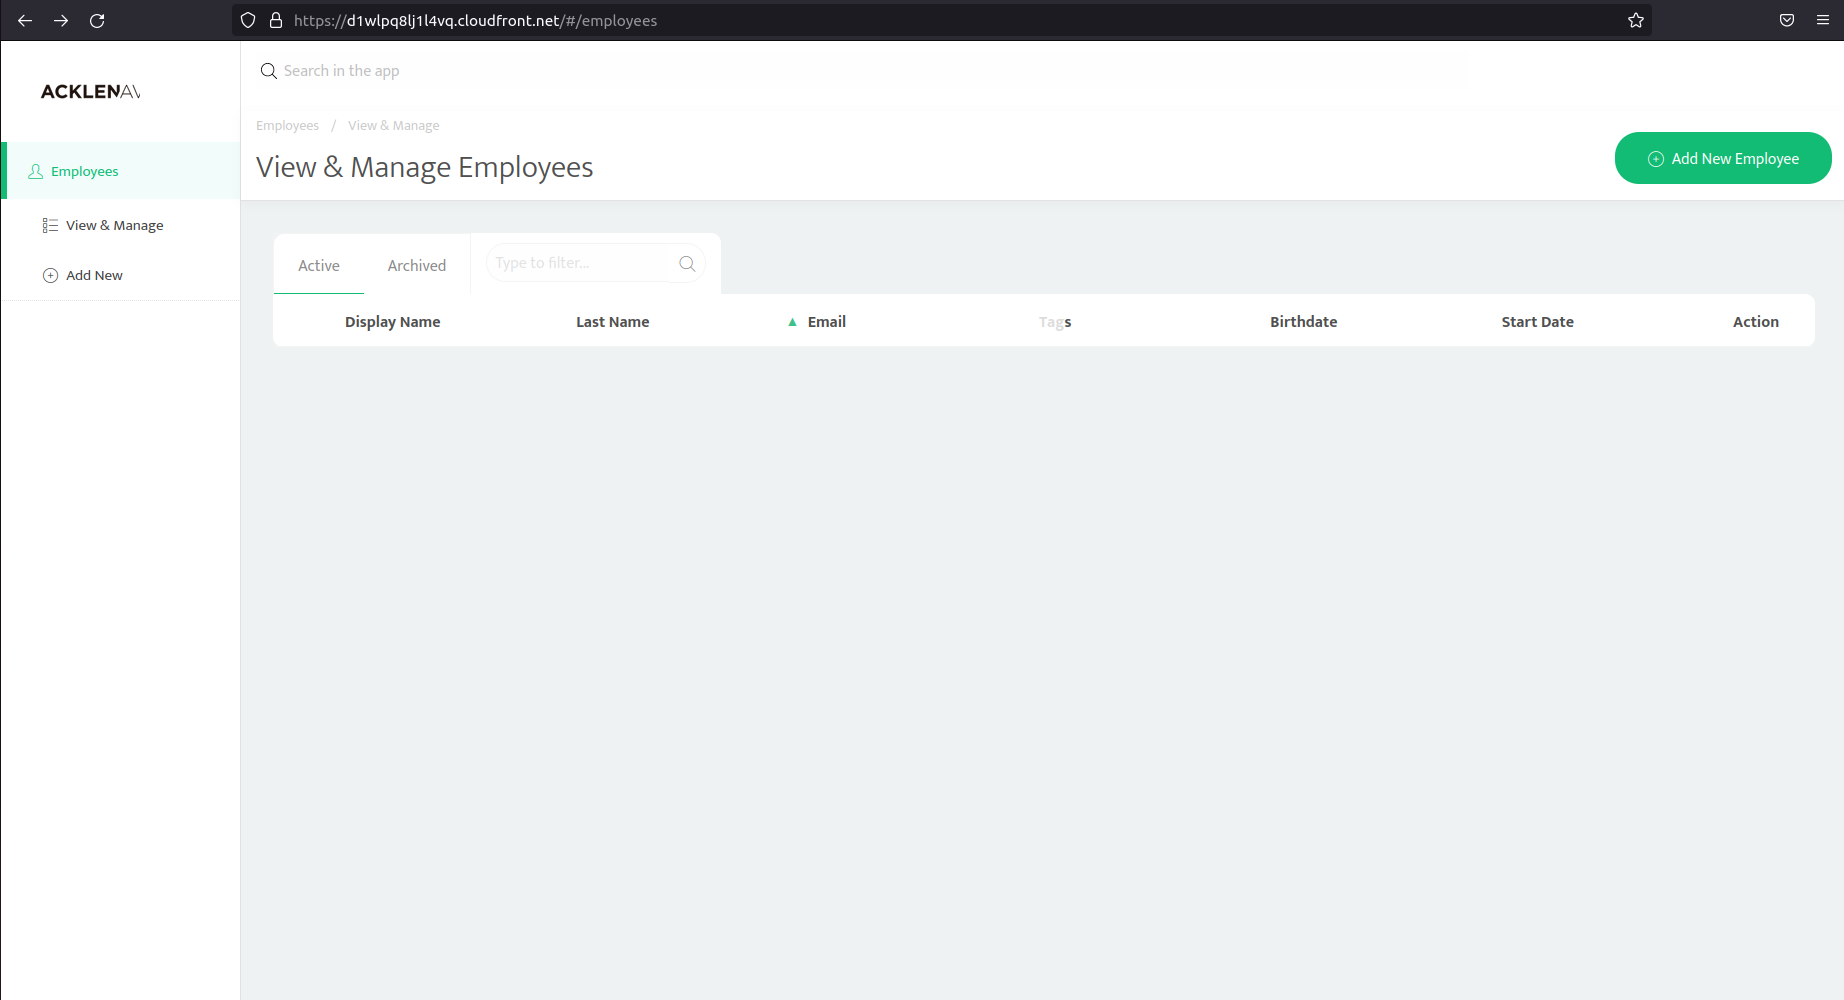 https://d1wlpq8lj1l4vq.cloudfront.net/#/employees
ACKLENAV
Search in the app
Employees / View & Manage
View & Manage Employees
Add New Employee
Employees
View & Manage
Add New
Active Archived Type to filter...
Display Name Last Name ▲ Email Tags Birthdate Start Date Action